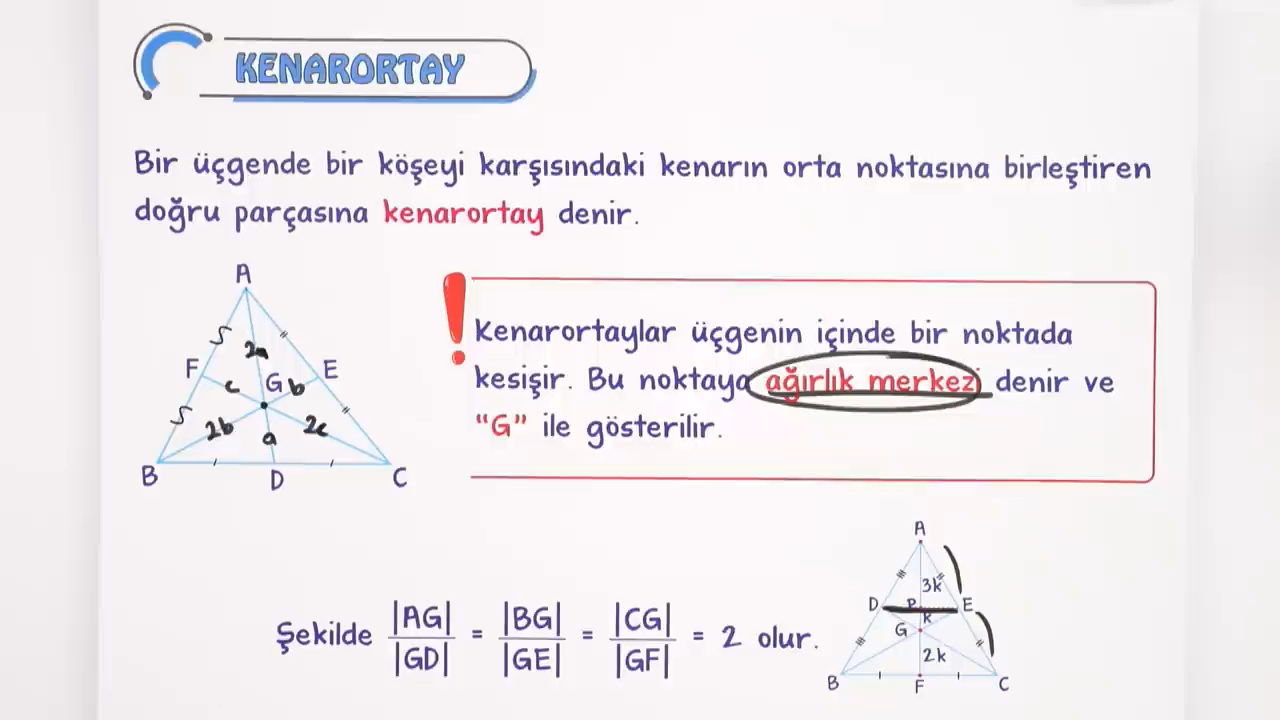 KENARORTAY
Bir üçgende bir köşeyi karşısındaki kenarın orta noktasına birleştiren
doğru parçasına kenarortay denir.
A
S
2a
F
c
G
b
E
S
2b
a
2c
B
D
C
!
Kenarortaylar üçgenin içinde bir noktada
kesişir. Bu noktaya ağırlık merkezi denir ve
"G" ile gösterilir.
Şekilde |AG| / |GD| = |BG| / |GE| = |CG| / |GF| = 2 olur.
A
3k
D
P
E
k
G
2k
B
F
C